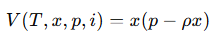 V(T, x, p, i) = x(p − ρx)